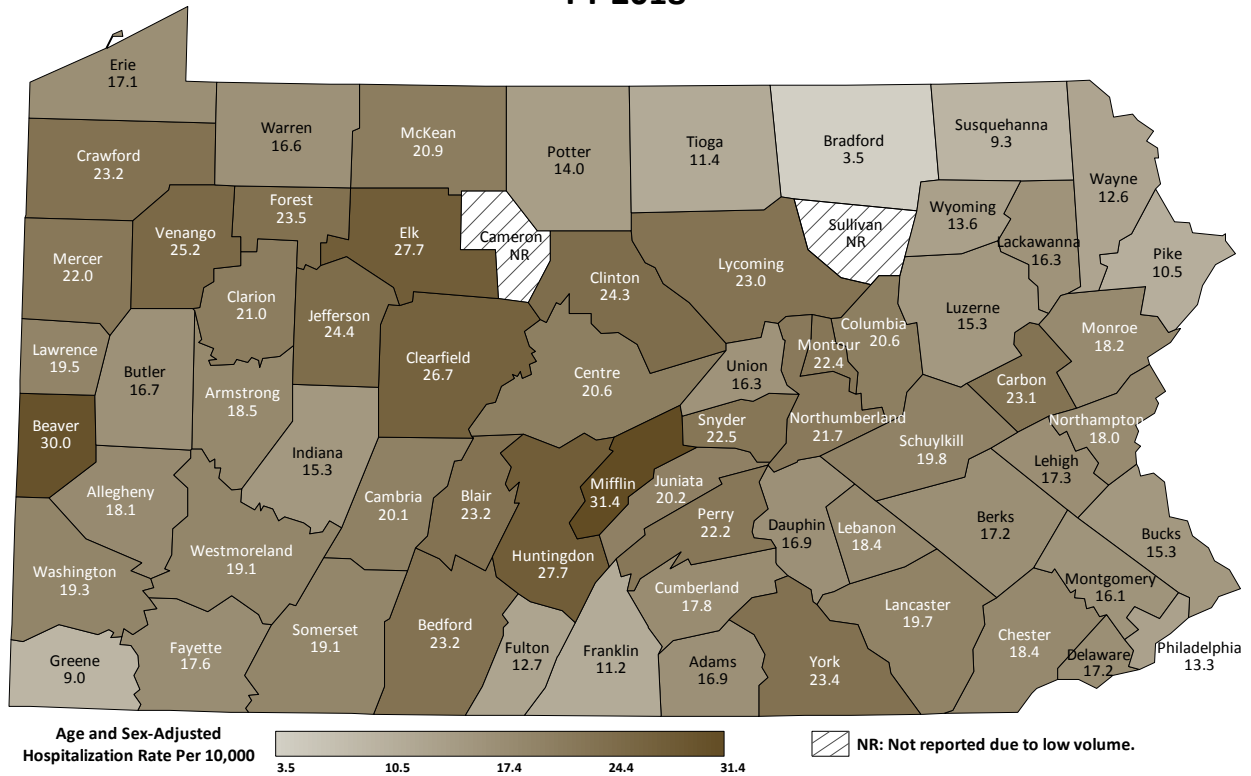 FY 2018
Erie
17.1
Warren
16.6
McKean
20.9
Potter
14.0
Tioga
11.4
Bradford
3.5
Susquehanna
9.3
Wayne
12.6
Crawford
23.2
Forest
23.5
Venango
25.2
Elk
27.7
Cameron
NR
Sullivan
NR
Wyoming
13.6
Lackawanna
16.3
Pike
10.5
Mercer
22.0
Clarion
21.0
Jefferson
24.4
Clinton
24.3
Lycoming
23.0
Columbia
20.6
Luzerne
15.3
Monroe
18.2
Lawrence
19.5
Butler
16.7
Armstrong
18.5
Clearfield
26.7
Centre
20.6
Union
16.3
Montour
22.4
Carbon
23.1
Northampton
18.0
Beaver
30.0
Indiana
15.3
Snyder
22.5
Northumberland
21.7
Schuylkill
19.8
Lehigh
17.3
Allegheny
18.1
Cambria
20.1
Blair
23.2
Mifflin
31.4
Juniata
20.2
Perry
22.2
Dauphin
16.9
Lebanon
18.4
Berks
17.2
Bucks
15.3
Washington
19.3
Westmoreland
19.1
Huntingdon
27.7
Cumberland
17.8
Lancaster
19.7
Montgomery
16.1
Greene
9.0
Fayette
17.6
Somerset
19.1
Bedford
23.2
Fulton
12.7
Franklin
11.2
Adams
16.9
York
23.4
Chester
18.4
Delaware
17.2
Philadelphia
13.3
Age and Sex-Adjusted
Hospitalization Rate Per 10,000
3.5 10.5 17.4 24.4 31.4
NR: Not reported due to low volume.